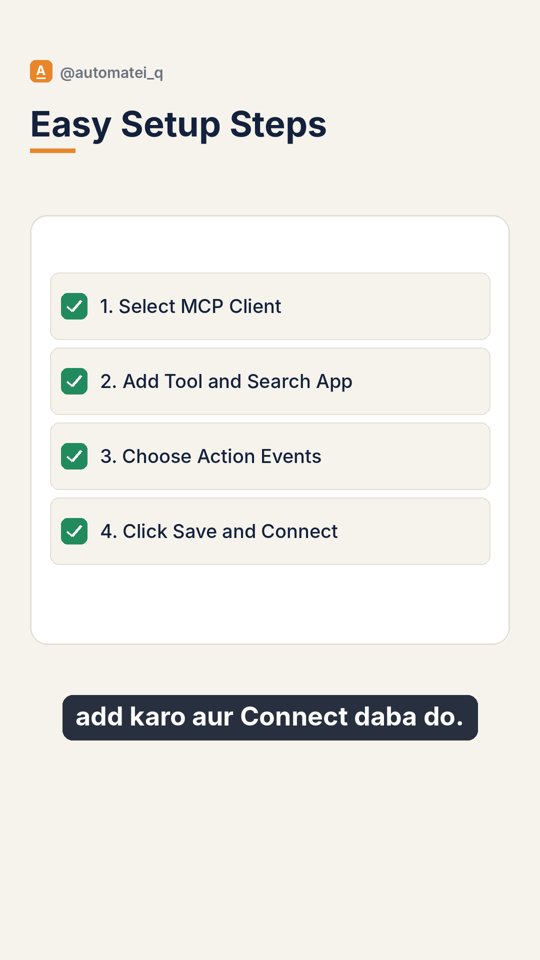 A
@automatei_q
Easy Setup Steps
1. Select MCP Client
2. Add Tool and Search App
3. Choose Action Events
4. Click Save and Connect
add karo aur Connect daba do.